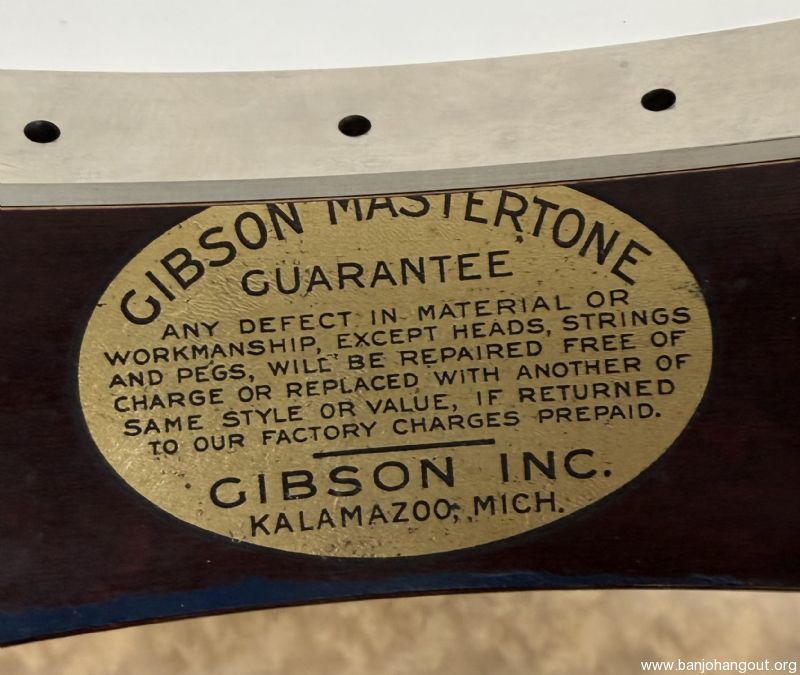 GIBSON MASTERTONE
GUARANTEE
ANY DEFECT IN MATERIAL OR
WORKMANSHIP, EXCEPT HEADS, STRINGS
AND PEGS, WILL BE REPAIRED FREE OF
CHARGE OR REPLACED WITH ANOTHER OF
SAME STYLE OR VALUE, IF RETURNED
TO OUR FACTORY CHARGES PREPAID.
GIBSON INC.
KALAMAZOO, MICH.
www.banjohangout.org